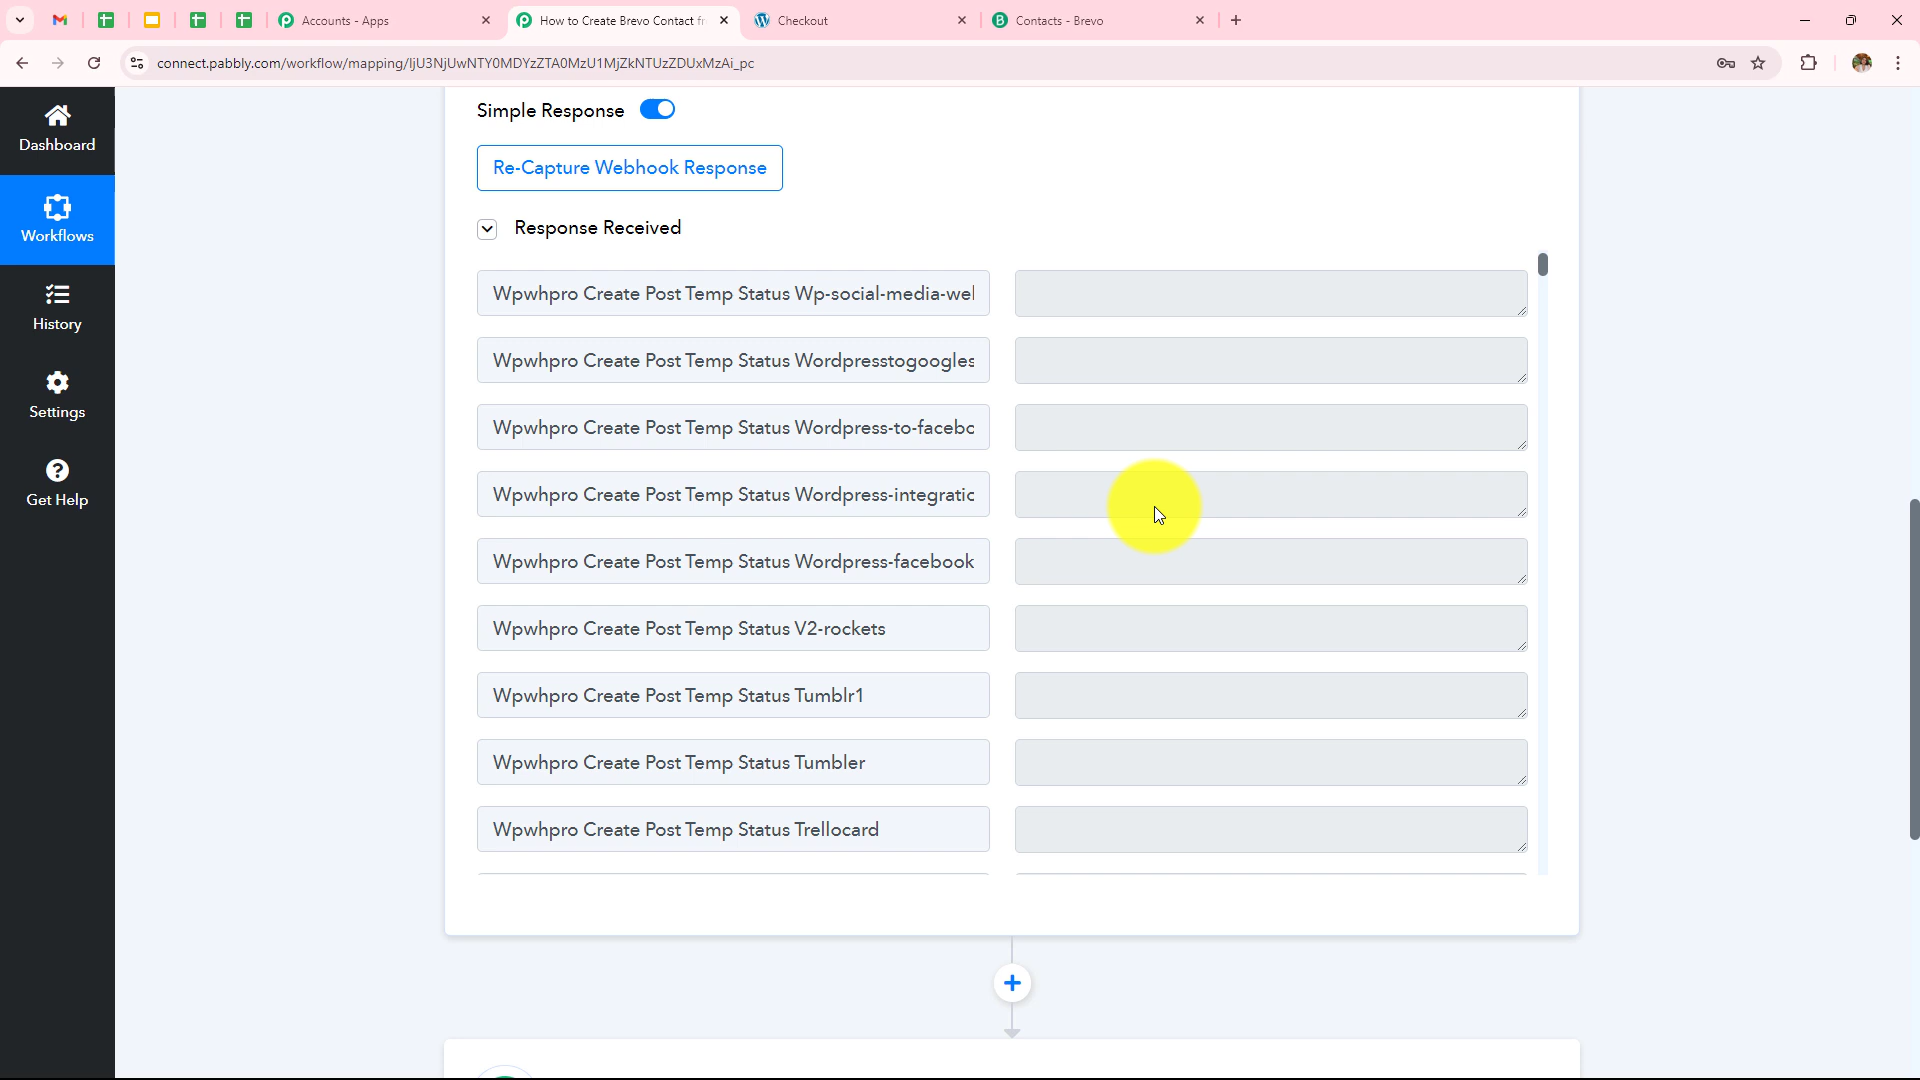 Accounts - Apps
How to Create Brevo Contact fr
Checkout
Contacts - Brevo
connect.pabbly.com/workflow/mapping/IjU3NjUwNTY0MDYzZTA0MzU1MjZkNTUzZDUxMzAi_pc
Dashboard
Workflows
History
Settings
Get Help
Simple Response
Re-Capture Webhook Response
Response Received
Wpwhpro Create Post Temp Status Wp-social-media-wel
Wpwhpro Create Post Temp Status Wordpresstogoogles
Wpwhpro Create Post Temp Status Wordpress-to-facebo
Wpwhpro Create Post Temp Status Wordpress-integratic
Wpwhpro Create Post Temp Status Wordpress-facebook
Wpwhpro Create Post Temp Status V2-rockets
Wpwhpro Create Post Temp Status Tumblr1
Wpwhpro Create Post Temp Status Tumbler
Wpwhpro Create Post Temp Status Trellocard